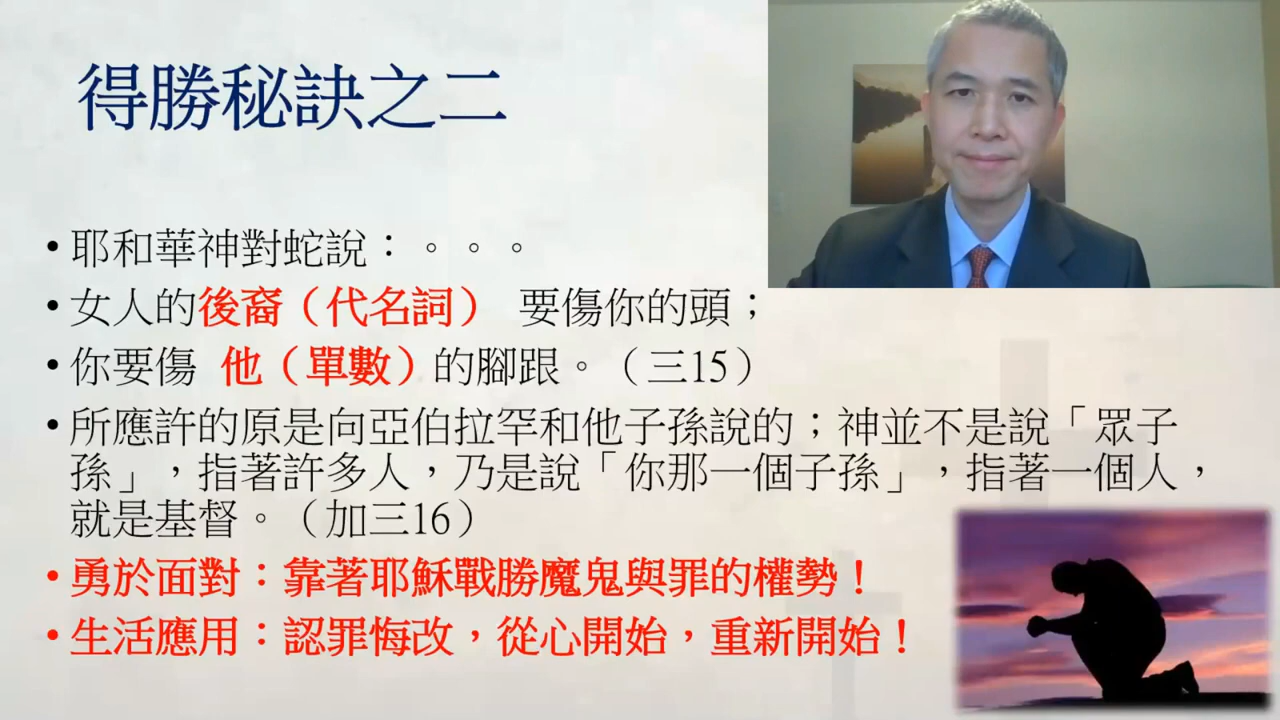 得勝秘訣之二
•耶和華神對蛇說：。。。
•女人的後裔（代名詞） 要傷你的頭；
•你要傷 他（單數）的腳跟。（三15）
•所應許的原是向亞伯拉罕和他子孫說的；神並不是說「眾子
孫」，指著許多人，乃是說「你那一個子孫」，指著一個人，
就是基督。（加三16）
•勇於面對：靠著耶穌戰勝魔鬼與罪的權勢！
•生活應用：認罪悔改，從心開始，重新開始！